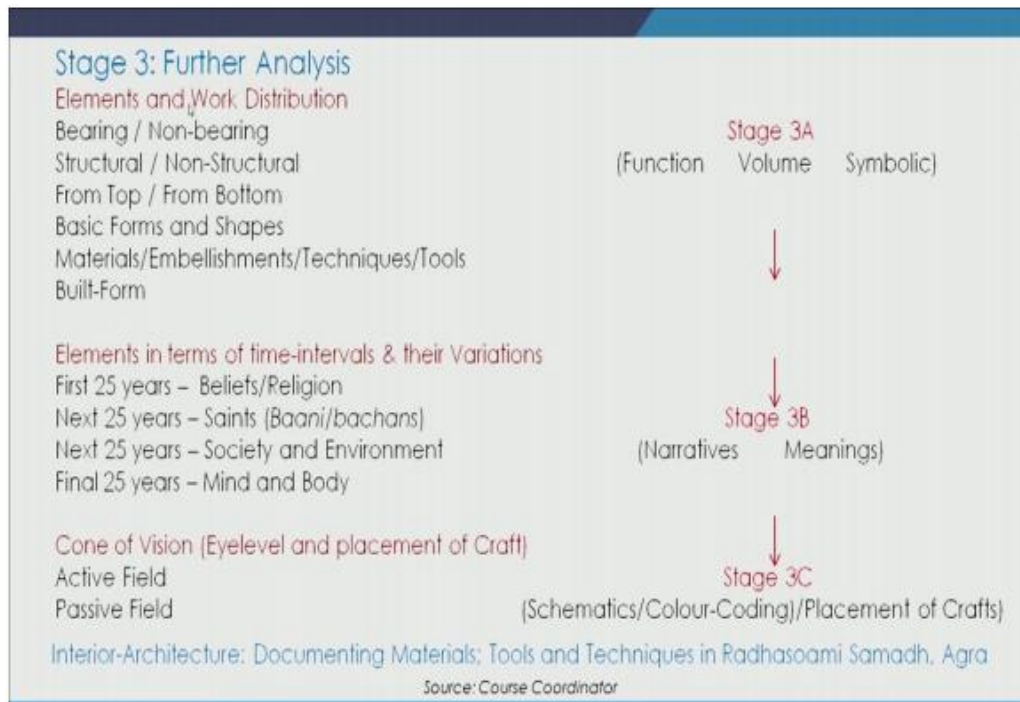 Stage 3: Further Analysis
Elements and Work Distribution
Bearing / Non-bearing
Structural / Non-Structural
From Top / From Bottom
Basic Forms and Shapes
Materials/Embellishments/Techniques/Tools
Built-Form
Stage 3A
(Function Volume Symbolic)
Elements in terms of time-intervals & their Variations
First 25 years – Beliefs/Religion
Next 25 years – Saints (Baani/bachans)
Next 25 years – Society and Environment
Final 25 years – Mind and Body
Stage 3B
(Narratives Meanings)
Cone of Vision (Eyelevel and placement of Craft)
Active Field
Passive Field
Stage 3C
(Schematics/Colour-Coding)/Placement of Crafts)
Interior-Architecture: Documenting Materials; Tools and Techniques in Radhasoami Samadh, Agra
Source: Course Coordinator